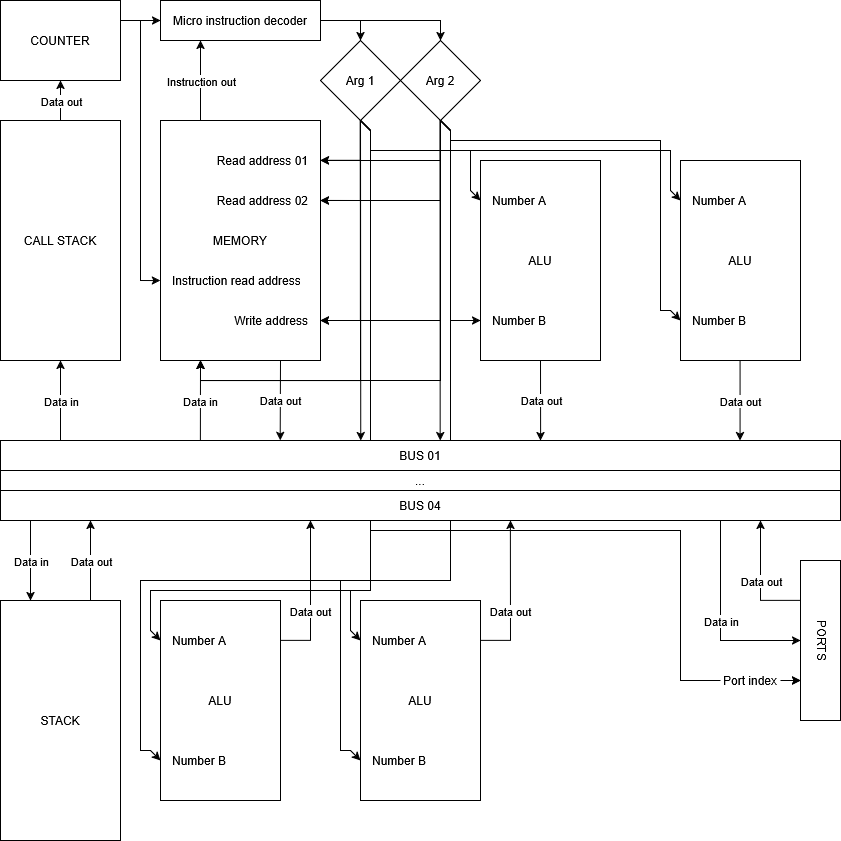 COUNTER
Micro instruction decoder
Data out
Instruction out
Arg 1
Arg 2
CALL STACK
Read address 01
Read address 02
MEMORY
Instruction read address
Write address
Number A
ALU
Number B
Number A
ALU
Number B
Data in
Data in
Data out
Data out
Data out
BUS 01
...
BUS 04
Data in
Data out
Data out
Data out
Data out
Data in
Port index
PORTS
STACK
Number A
ALU
Number B
Number A
ALU
Number B